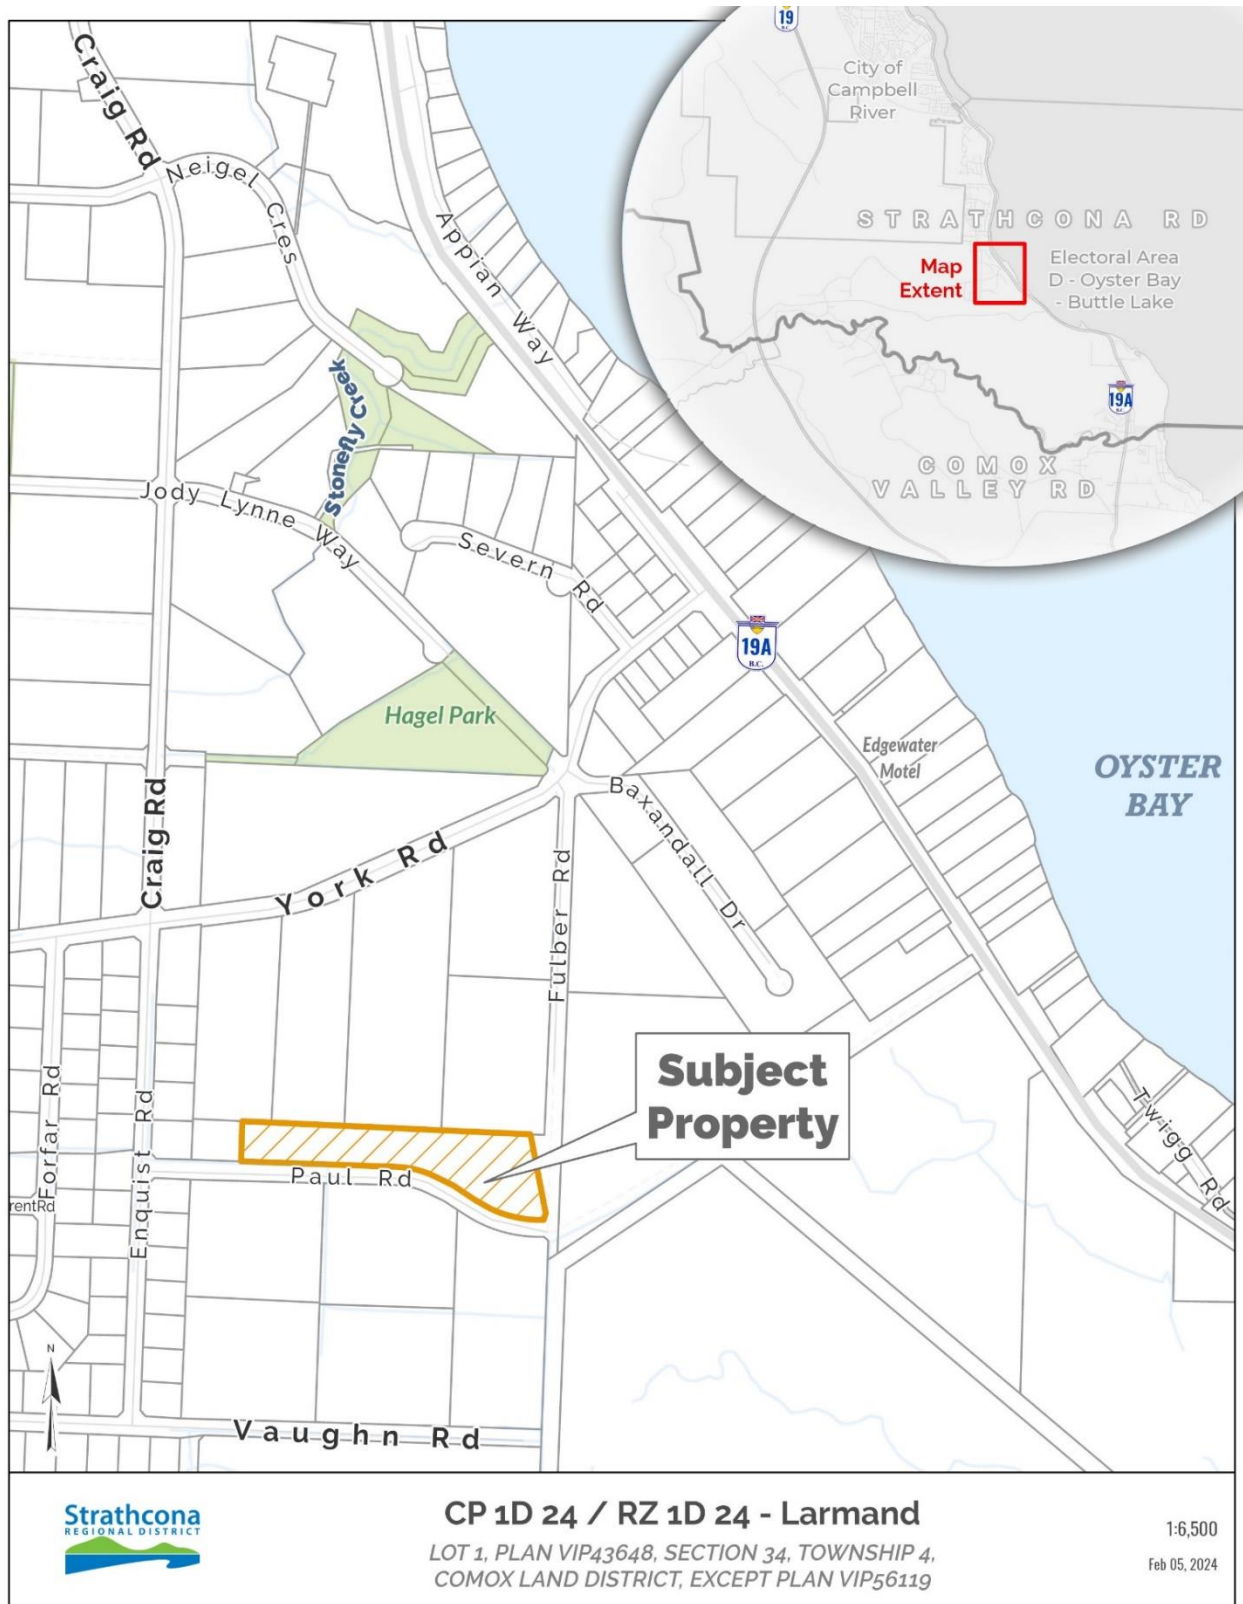 19
City of
Campbell
River
STRATHCONA RD
Map
Extent
Electoral Area
D - Oyster Bay
- Buttle Lake
19A
B.C.
COMOX
VALLEY RD
Craig Rd
Neigel Cres
Appian Way
Stonefly Creek
Jody Lynne Way
Severn Rd
19A
B.C.
Hagel Park
Edgewater
Motel
OYSTER
BAY
Craig Rd
Baxandall Dr
York Rd
Fulber Rd
Subject
Property
Forfar Rd
Enquist Rd
Paul Rd
Twigg Rd
rentRd
N
Vaughn Rd
Strathcona
REGIONAL DISTRICT
CP 1D 24 / RZ 1D 24 - Larmand
LOT 1, PLAN VIP43648, SECTION 34, TOWNSHIP 4,
COMOX LAND DISTRICT, EXCEPT PLAN VIP56119
1:6,500
Feb 05, 2024